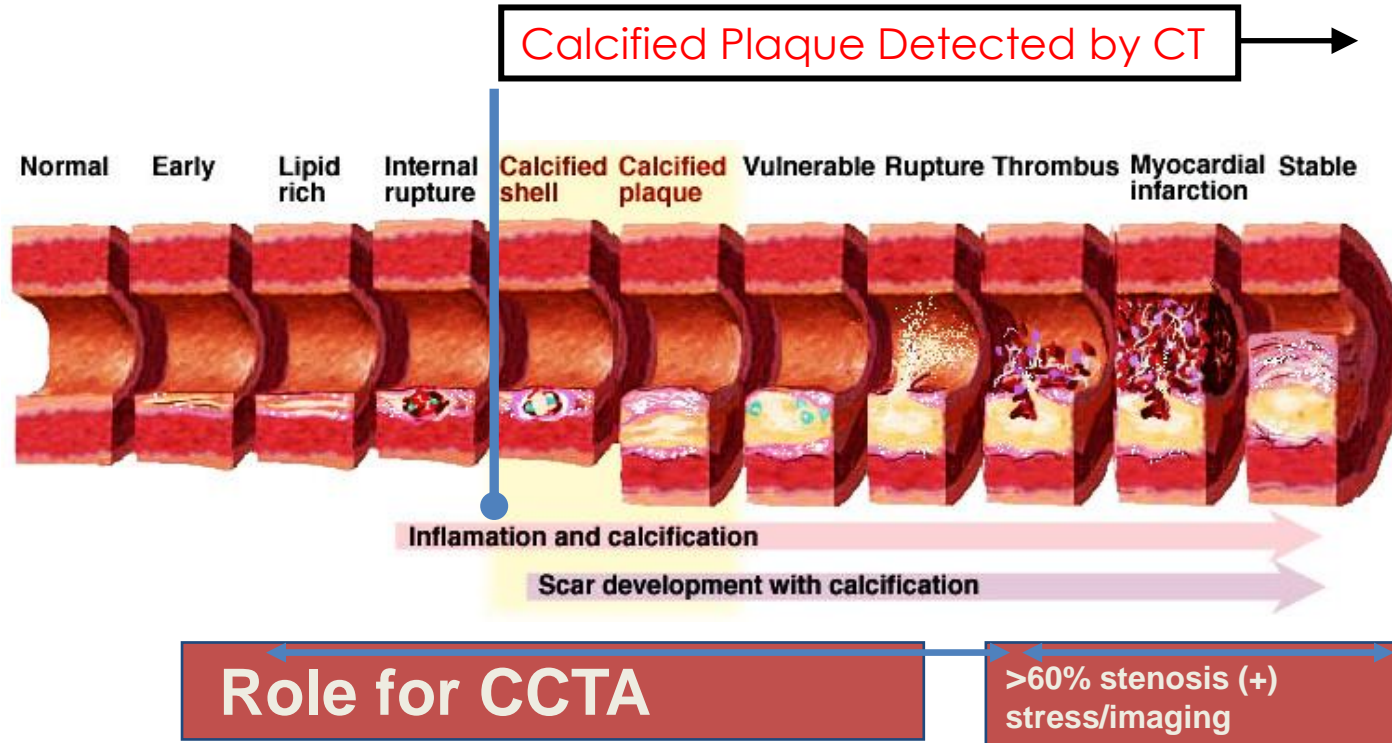 Calcified Plaque Detected by CT
Normal
Early
Lipid
rich
Internal
rupture
Calcified
shell
Calcified
plaque
Vulnerable
Rupture
Thrombus
Myocardial
infarction
Stable
Inflamation and calcification
Scar development with calcification
Role for CCTA
>60% stenosis (+)
stress/imaging